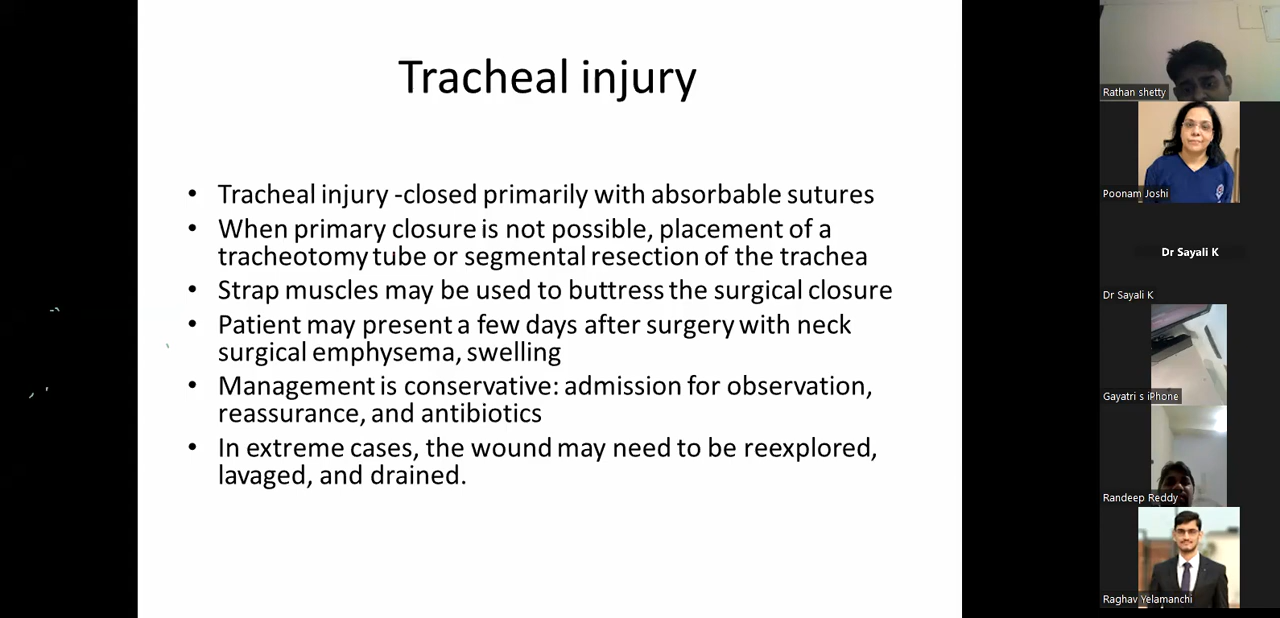 Tracheal injury
• Tracheal injury -closed primarily with absorbable sutures
• When primary closure is not possible, placement of a
tracheotomy tube or segmental resection of the trachea
• Strap muscles may be used to buttress the surgical closure
• Patient may present a few days after surgery with neck
surgical emphysema, swelling
• Management is conservative: admission for observation,
reassurance, and antibiotics
• In extreme cases, the wound may need to be reexplored,
lavaged, and drained.
Rathan shetty
Poonam Joshi
Dr Sayali K
Dr Sayali K
Gayatri s iPhone
Randeep Reddy
Raghav Yelamanchi